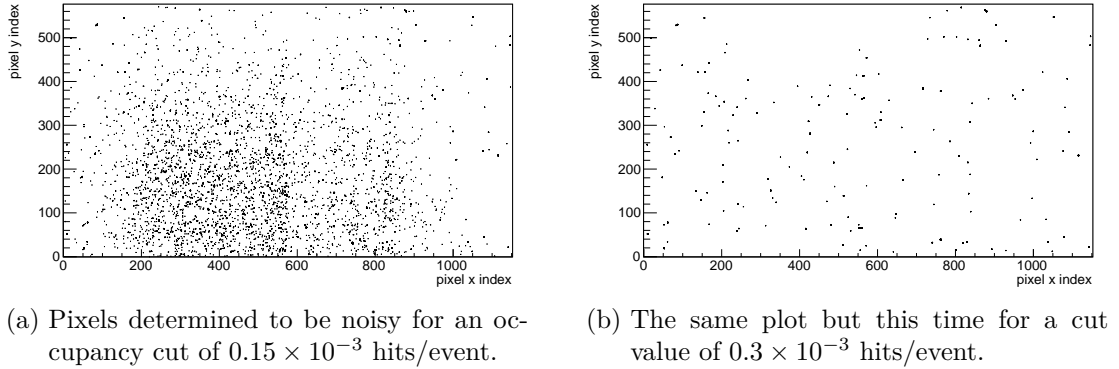 pixel y index
500
400
300
200
100
0
0 200 400 600 800 1000
pixel x index
pixel y index
500
400
300
200
100
0
0 200 400 600 800 1000
pixel x index
(a) Pixels determined to be noisy for an oc-
cupancy cut of 0.15 × 10⁻³ hits/event.
(b) The same plot but this time for a cut
value of 0.3 × 10⁻³ hits/event.